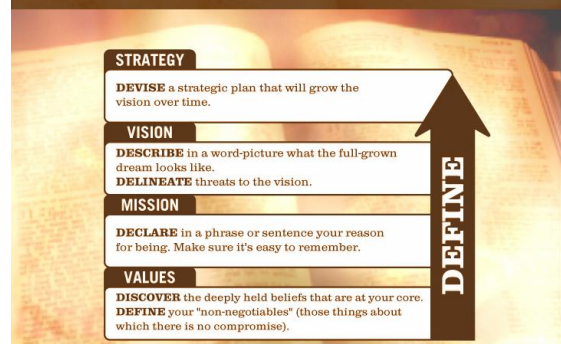 STRATEGY
DEVISE a strategic plan that will grow the
vision over time.
VISION
DESCRIBE in a word-picture what the full-grown
dream looks like.
DELINEATE threats to the vision.
MISSION
DECLARE in a phrase or sentence your reason
for being. Make sure it's easy to remember.
VALUES
DISCOVER the deeply held beliefs that are at your core.
DEFINE your "non-negotiables" (those things about
which there is no compromise).
DEFINE